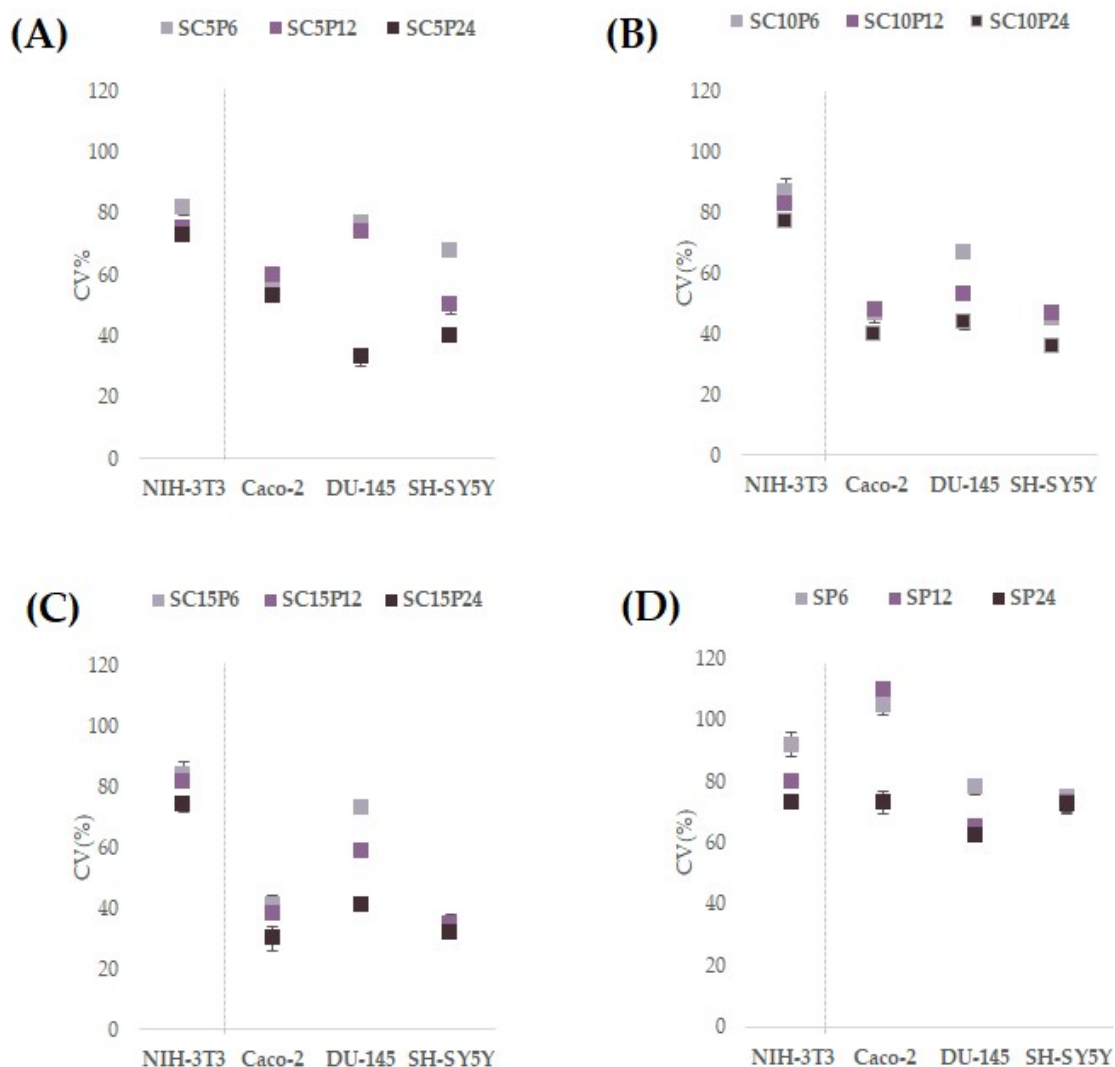 (A)
SC5P6 SC5P12 SC5P24
120
100
80
60
40
20
0
CV%
NIH-3T3 Caco-2 DU-145 SH-SY5Y
(B)
SC10P6 SC10P12 SC10P24
120
100
80
60
40
20
0
CV(%)
NIH-3T3 Caco-2 DU-145 SH-SY5Y
(C)
SC15P6 SC15P12 SC15P24
120
100
80
60
40
20
0
CV(%)
NIH-3T3 Caco-2 DU-145 SH-SY5Y
(D)
SP6 SP12 SP24
120
100
80
60
40
20
0
CV(%)
NIH-3T3 Caco-2 DU-145 SH-SY5Y